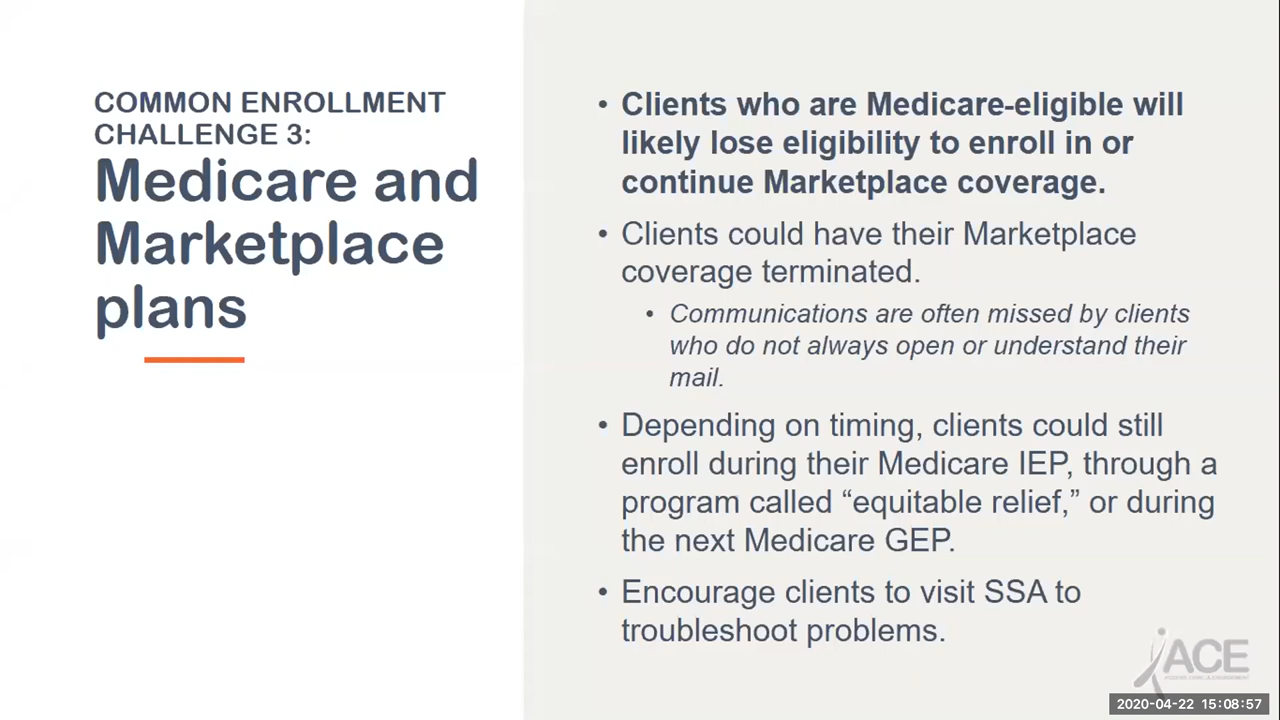 COMMON ENROLLMENT
CHALLENGE 3:
Medicare and
Marketplace
plans
• Clients who are Medicare-eligible will
likely lose eligibility to enroll in or
continue Marketplace coverage.
• Clients could have their Marketplace
coverage terminated.
• Communications are often missed by clients
who do not always open or understand their
mail.
• Depending on timing, clients could still
enroll during their Medicare IEP, through a
program called “equitable relief,” or during
the next Medicare GEP.
• Encourage clients to visit SSA to
troubleshoot problems.
ACE
2020-04-22 15:08:57